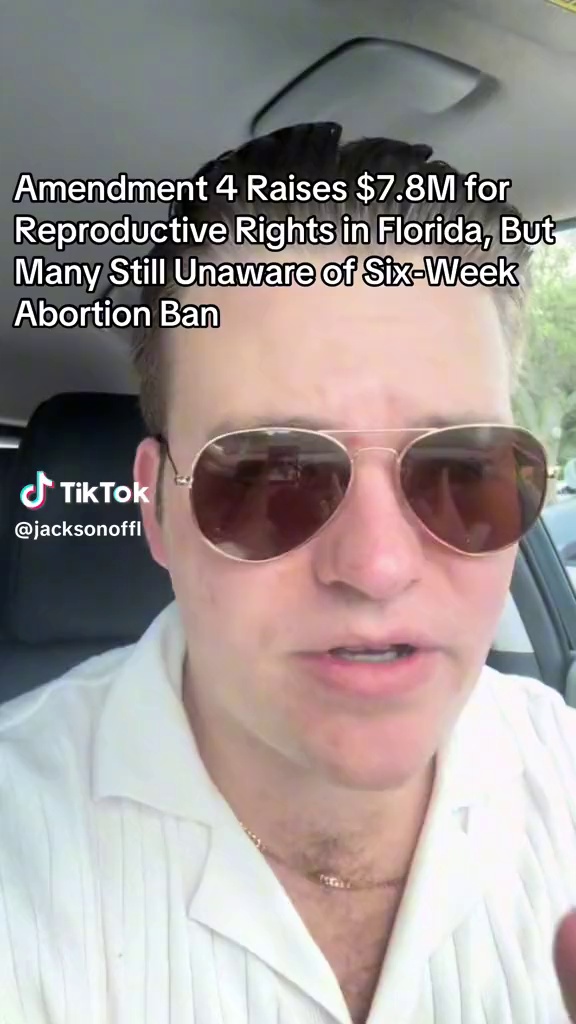 Amendment 4 Raises $7.8M for
Reproductive Rights in Florida, But
Many Still Unaware of Six-Week
Abortion Ban
TikTok
@jacksonoffl